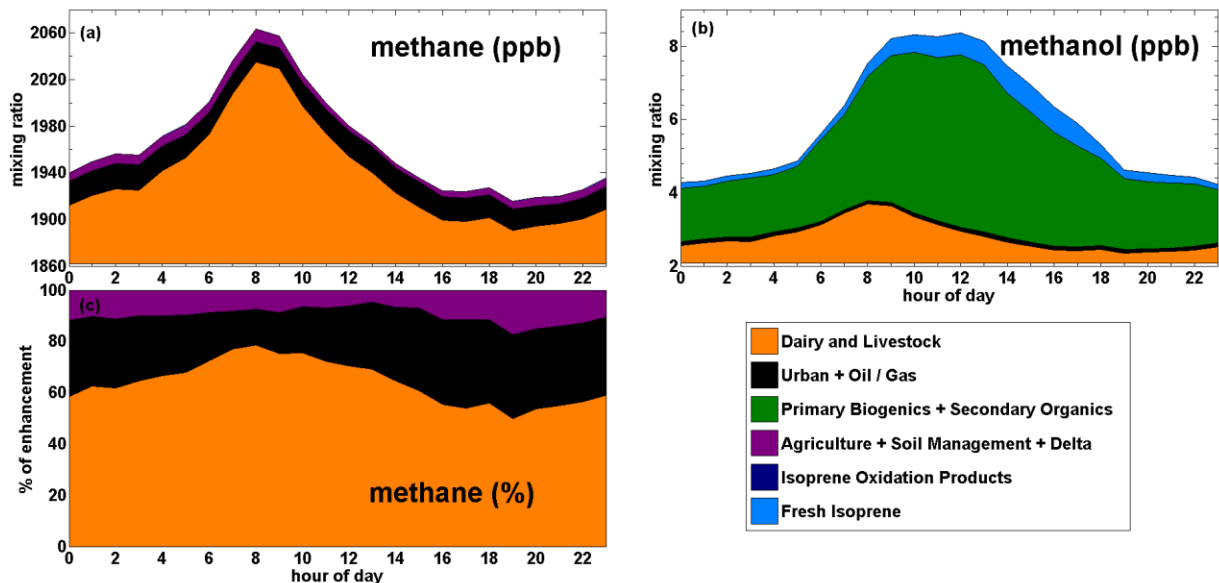 (a)
methane (ppb)
mixing ratio
2060
2020
1980
1940
1900
1860
0 2 4 6 8 10 12 14 16 18 20 22
(b)
methanol (ppb)
mixing ratio
8
6
4
2
0 2 4 6 8 10 12 14 16 18 20 22
hour of day
(c)
% of enhancement
100
80
60
40
20
0
methane (%)
0 2 4 6 8 10 12 14 16 18 20 22
hour of day
Dairy and Livestock
Urban + Oil / Gas
Primary Biogenics + Secondary Organics
Agriculture + Soil Management + Delta
Isoprene Oxidation Products
Fresh Isoprene